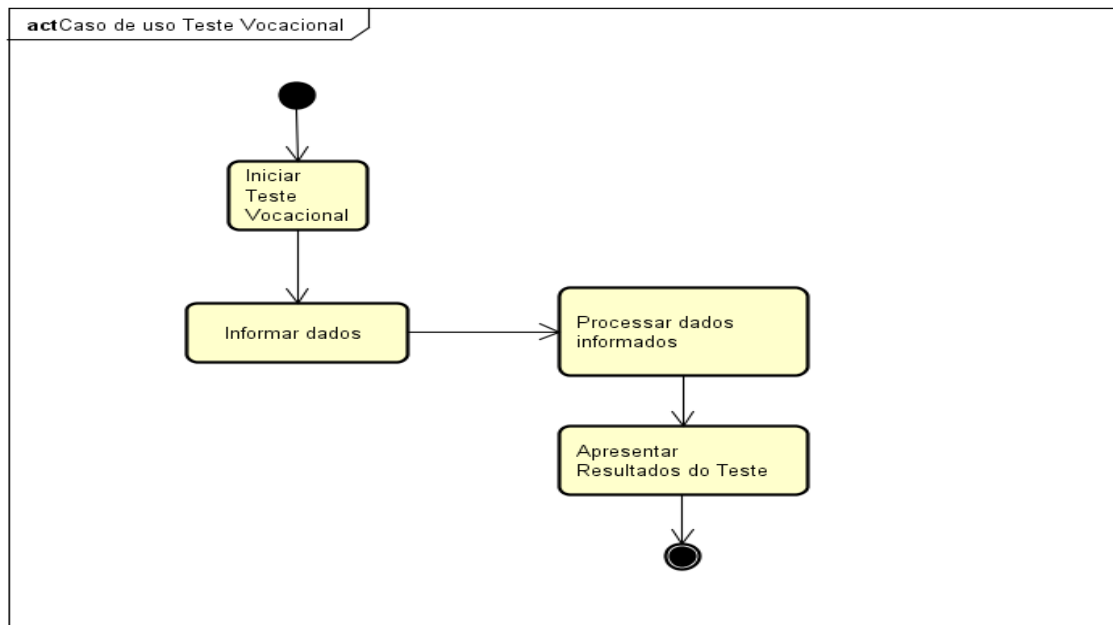 actCaso de uso Teste Vocacional
Iniciar
Teste
Vocacional
Informar dados
Processar dados
informados
Apresentar
Resultados do Teste